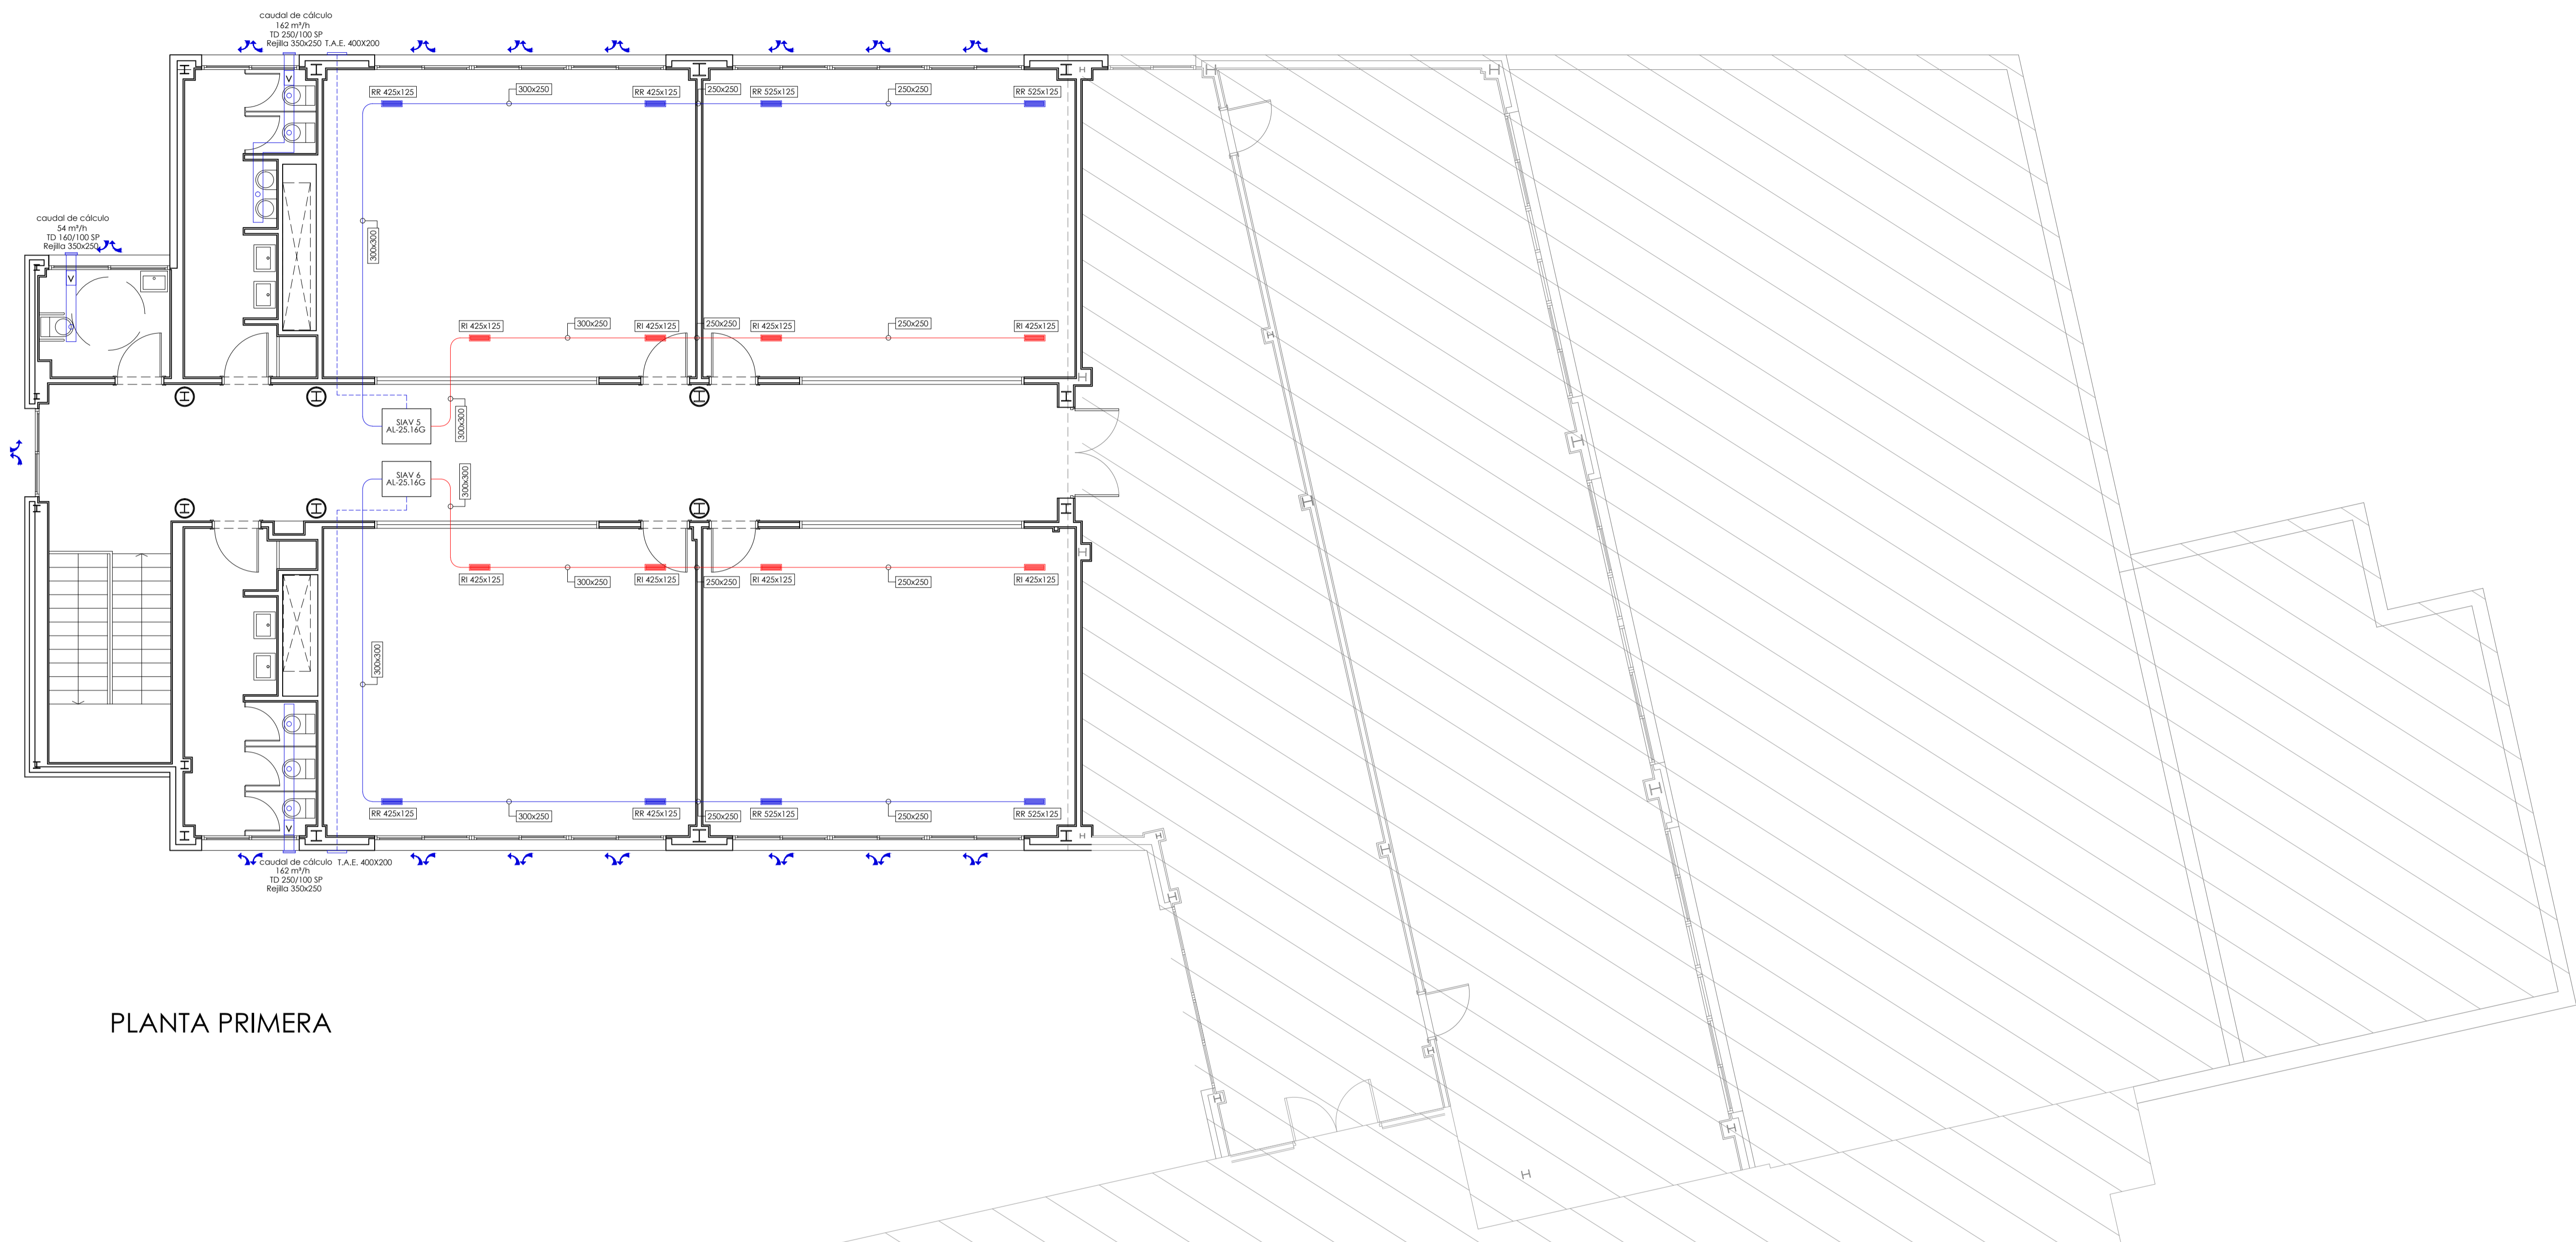 caudal de cálculo
162 m³/h
TD 250/100 SP
Rejilla 350x250 T.A.E. 400X200
RR 425x125
300x250
RR 425x125
250x250
RR 525x125
250x250
RR 525x125
caudal de cálculo
54 m³/h
TD 160/100 SP
Rejilla 350x250
V
V
300x300
RI 425x125
300x250
RI 425x125
250x250
RI 425x125
250x250
RI 425x125
SIAV 5
AL-25.16G
300x300
SIAV 6
AL-25.16G
300x300
RI 425x125
300x250
RI 425x125
250x250
RI 425x125
250x250
RI 425x125
300x300
RR 425x125
300x250
RR 425x125
250x250
RR 525x125
250x250
RR 525x125
V
caudal de cálculo T.A.E. 400X200
162 m³/h
TD 250/100 SP
Rejilla 350x250
PLANTA PRIMERA